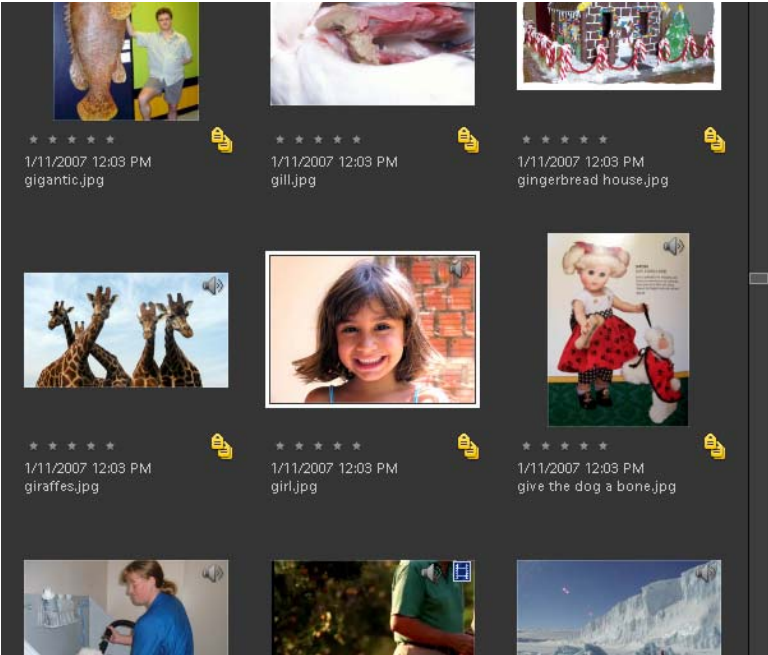 1/11/2007 12:03 PM
gigantic.jpg
1/11/2007 12:03 PM
gill.jpg
1/11/2007 12:03 PM
gingerbread house.jpg
1/11/2007 12:03 PM
giraffes.jpg
1/11/2007 12:03 PM
girl.jpg
1/11/2007 12:03 PM
give the dog a bone.jpg